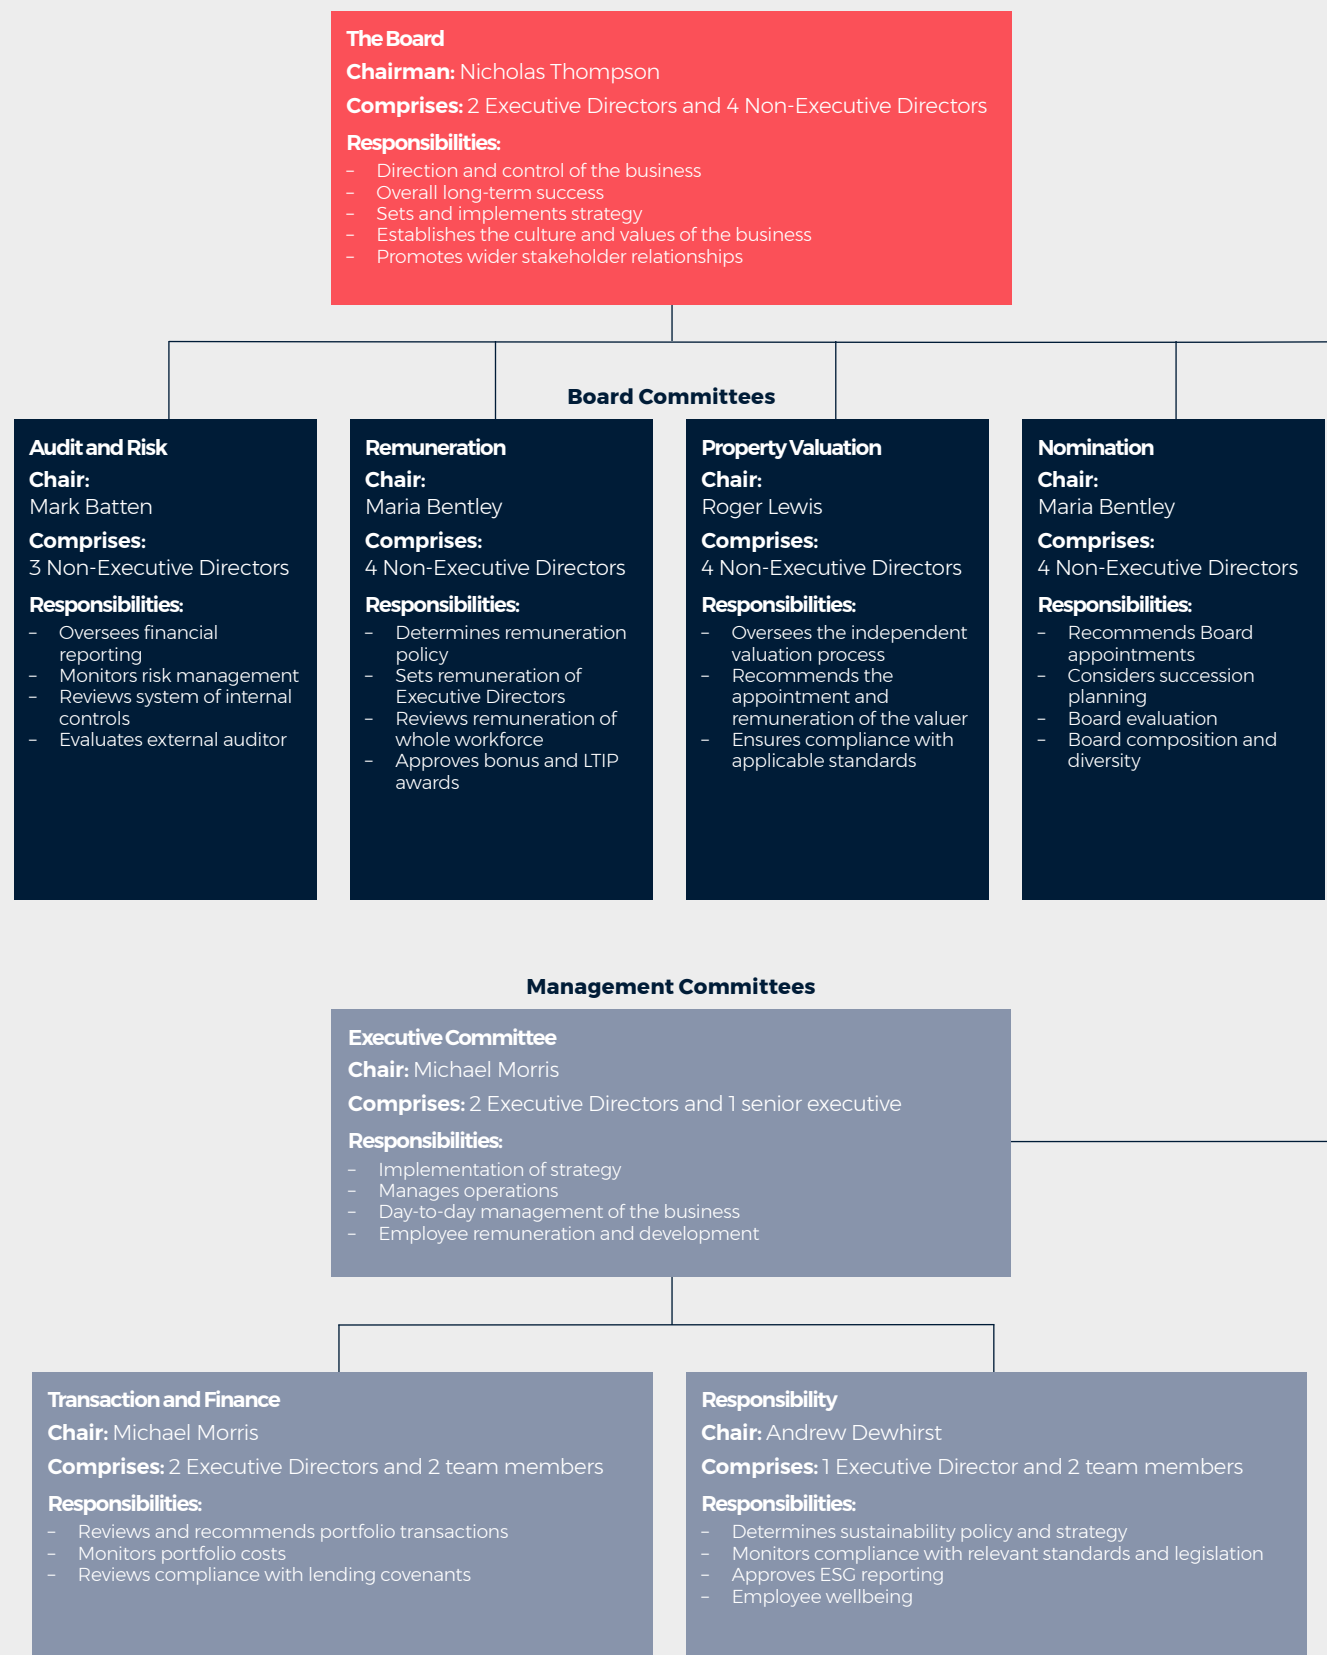 The Board
Chairman: Nicholas Thompson
Comprises: 2 Executive Directors and 4 Non-Executive Directors
Responsibilities:
– Direction and control of the business
– Overall long-term success
– Sets and implements strategy
– Establishes the culture and values of the business
– Promotes wider stakeholder relationships
Board Committees
Audit and Risk
Chair:
Mark Batten
Comprises:
3 Non-Executive Directors
Responsibilities:
– Oversees financial
reporting
– Monitors risk management
– Reviews system of internal
controls
– Evaluates external auditor
Remuneration
Chair:
Maria Bentley
Comprises:
4 Non-Executive Directors
Responsibilities:
– Determines remuneration
policy
– Sets remuneration of
Executive Directors
– Reviews remuneration of
whole workforce
– Approves bonus and LTIP
awards
Property Valuation
Chair:
Roger Lewis
Comprises:
4 Non-Executive Directors
Responsibilities:
– Oversees the independent
valuation process
– Recommends the
appointment and
remuneration of the valuer
– Ensures compliance with
applicable standards
Nomination
Chair:
Maria Bentley
Comprises:
4 Non-Executive Directors
Responsibilities:
– Recommends Board
appointments
– Considers succession
planning
– Board evaluation
– Board composition and
diversity
Management Committees
Executive Committee
Chair: Michael Morris
Comprises: 2 Executive Directors and 1 senior executive
Responsibilities:
– Implementation of strategy
– Manages operations
– Day-to-day management of the business
– Employee remuneration and development
Transaction and Finance
Chair: Michael Morris
Comprises: 2 Executive Directors and 2 team members
Responsibilities:
– Reviews and recommends portfolio transactions
– Monitors portfolio costs
– Reviews compliance with lending covenants
Responsibility
Chair: Andrew Dewhirst
Comprises: 1 Executive Director and 2 team members
Responsibilities:
– Determines sustainability policy and strategy
– Monitors compliance with relevant standards and legislation
– Approves ESG reporting
– Employee wellbeing